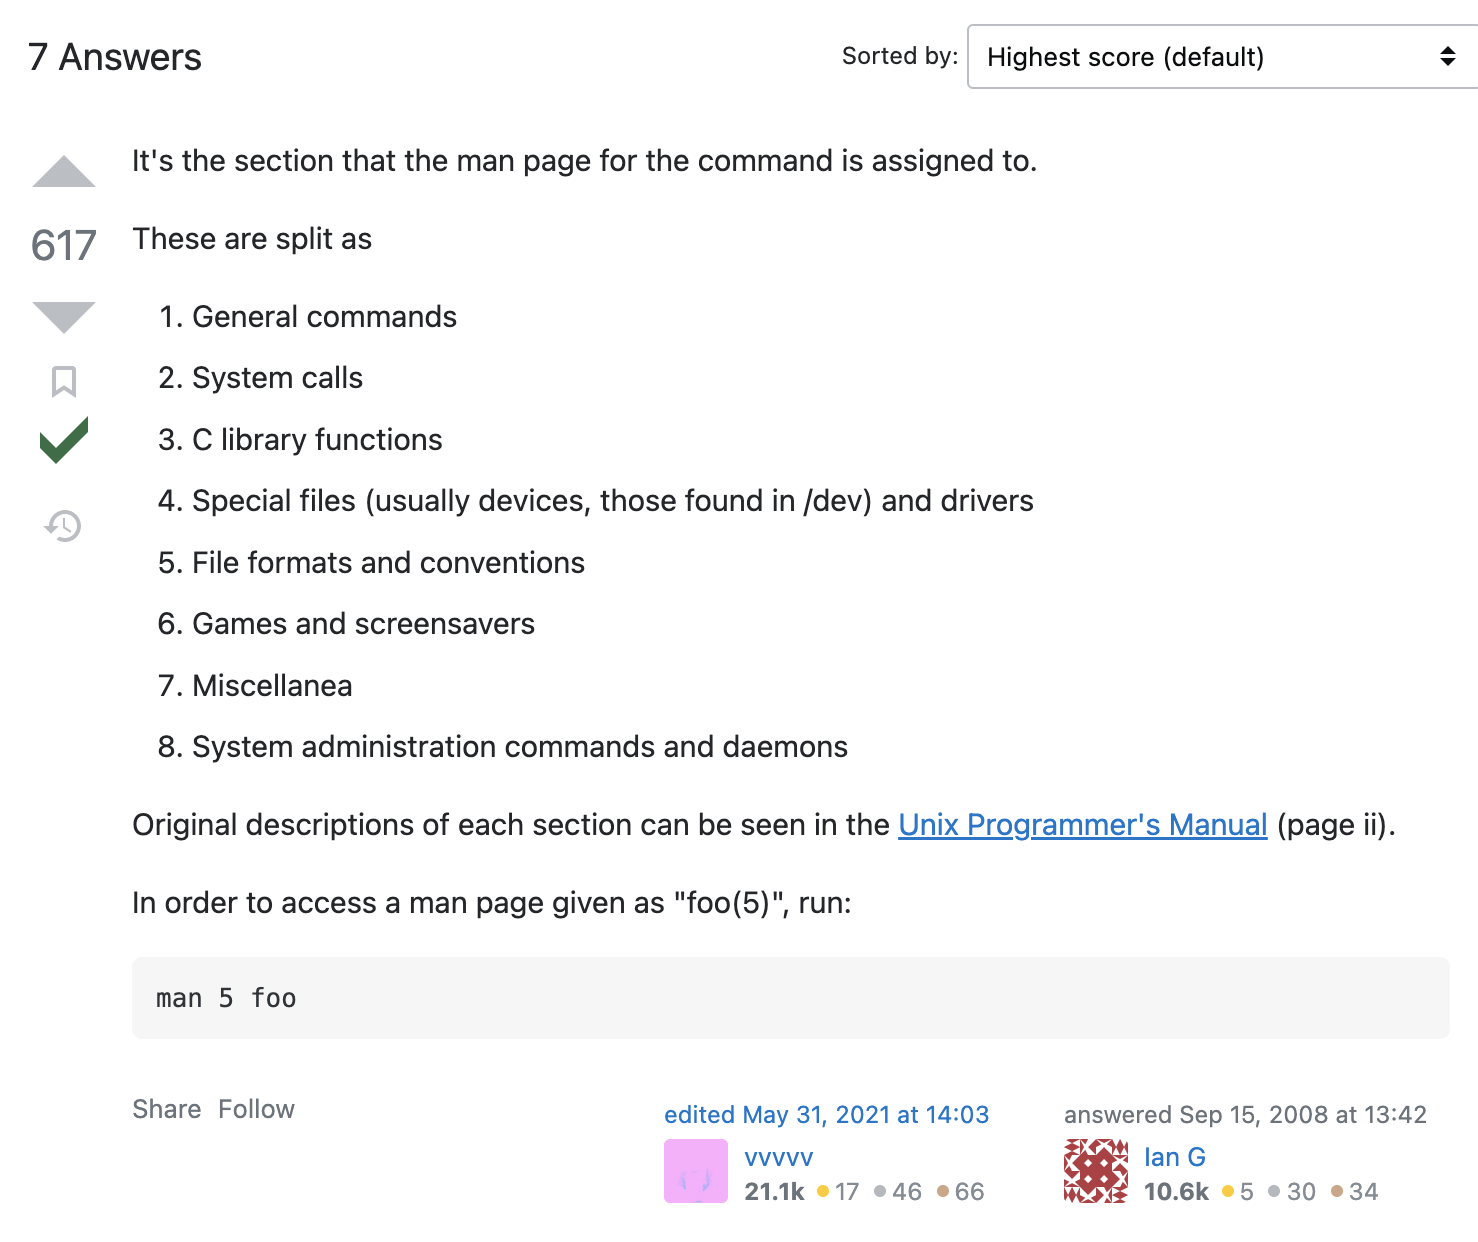 7 Answers
Sorted by:
Highest score (default)
It's the section that the man page for the command is assigned to.
617
These are split as
1. General commands
2. System calls
3. C library functions
4. Special files (usually devices, those found in /dev) and drivers
5. File formats and conventions
6. Games and screensavers
7. Miscellanea
8. System administration commands and daemons
Original descriptions of each section can be seen in the Unix Programmer's Manual (page ii).
In order to access a man page given as "foo(5)", run:
man 5 foo
Share Follow
edited May 31, 2021 at 14:03
vvvvv
21.1k 17 46 66
answered Sep 15, 2008 at 13:42
Ian G
10.6k 5 30 34